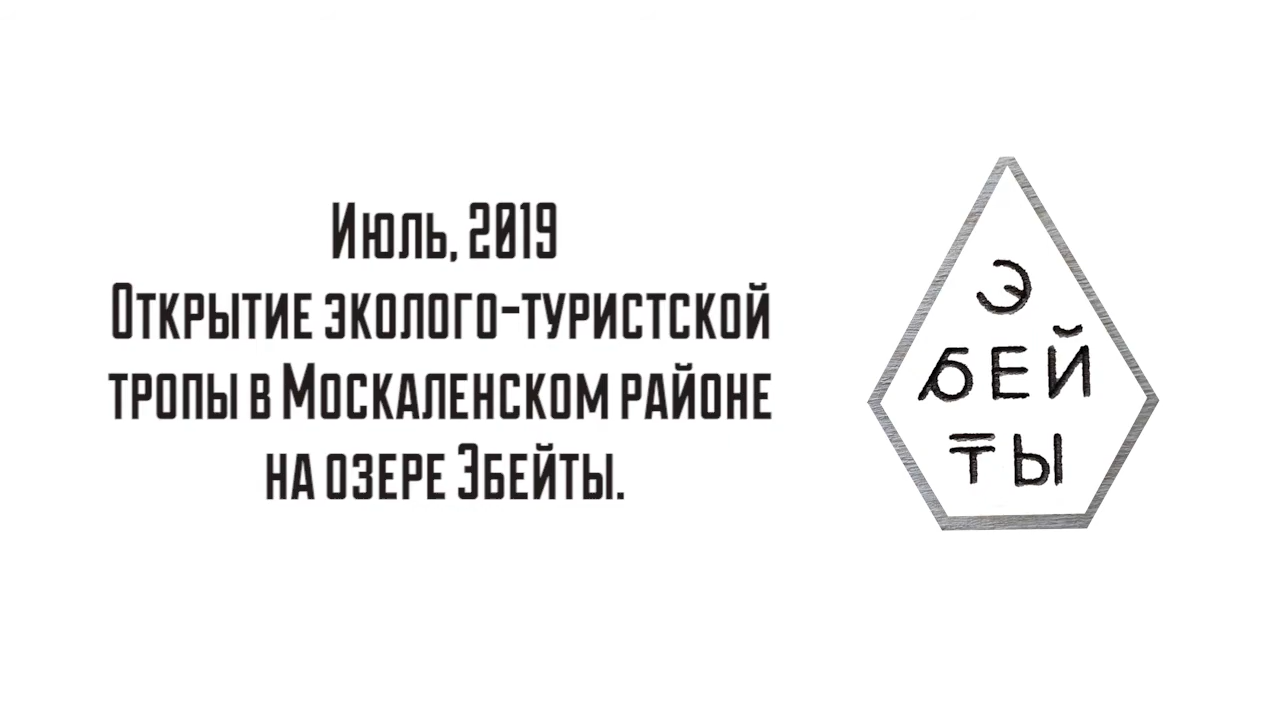 Июль, 2019
Открытие эколого-туристской
тропы в Москаленском районе
на озере Эбейты.
Э
БЕЙ
ТЫ